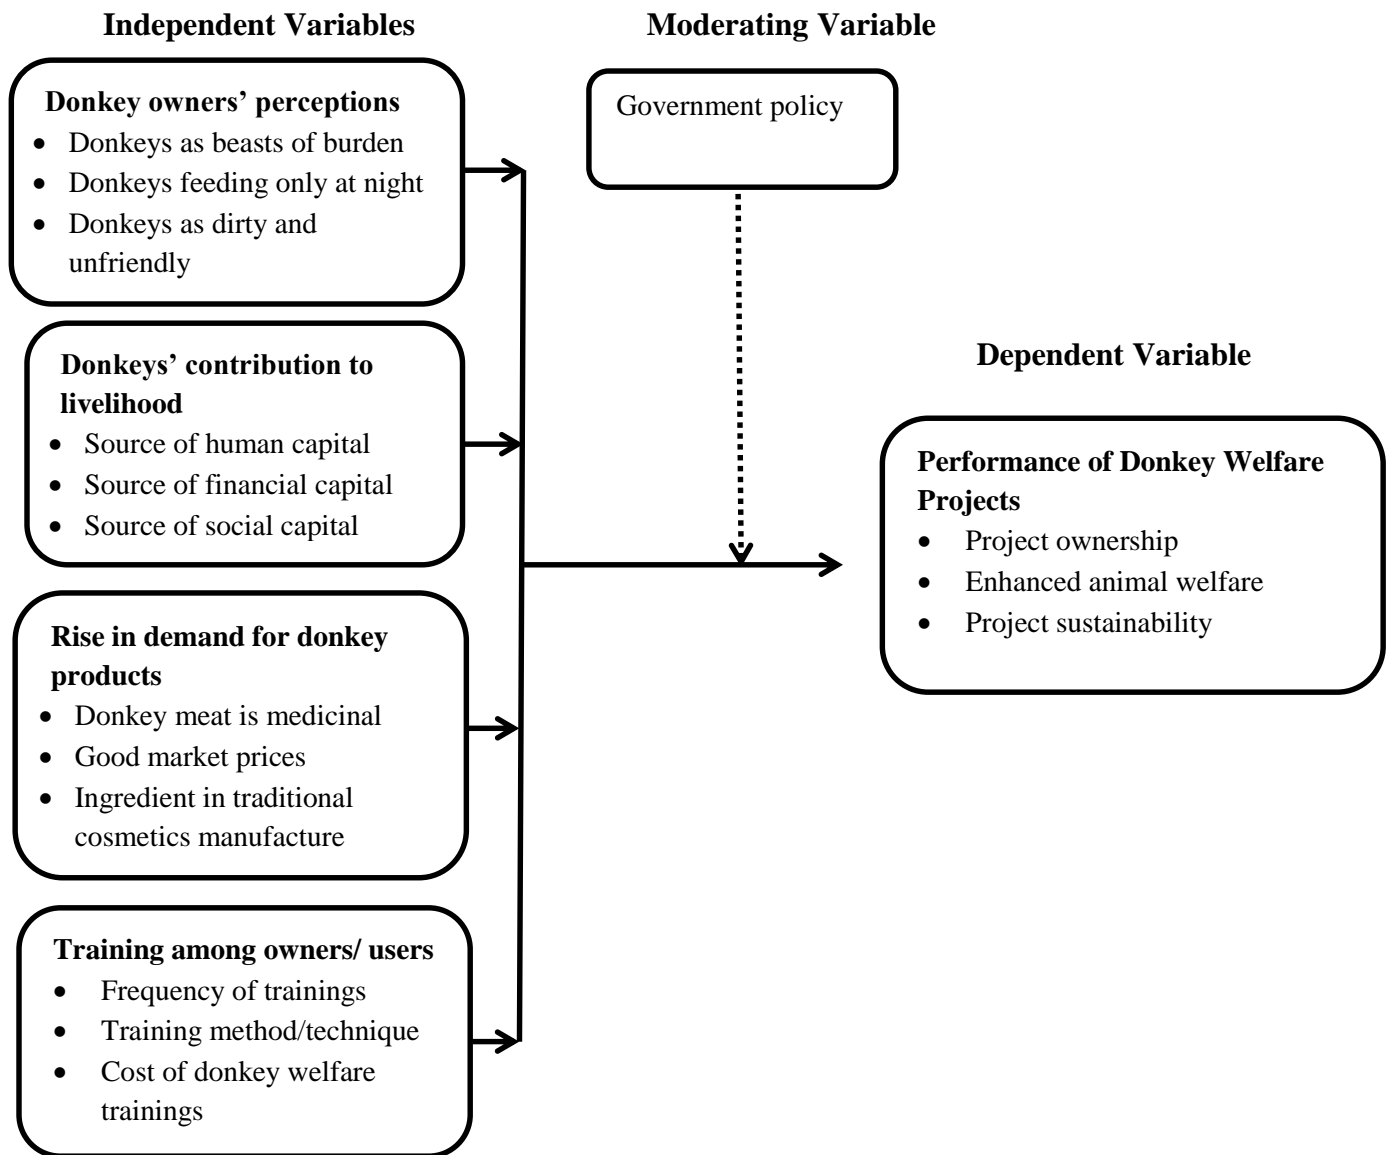 Independent Variables
Moderating Variable
Donkey owners’ perceptions
• Donkeys as beasts of burden
• Donkeys feeding only at night
• Donkeys as dirty and
unfriendly
Government policy
Donkeys’ contribution to
livelihood
• Source of human capital
• Source of financial capital
• Source of social capital
Rise in demand for donkey
products
• Donkey meat is medicinal
• Good market prices
• Ingredient in traditional
cosmetics manufacture
Training among owners/ users
• Frequency of trainings
• Training method/technique
• Cost of donkey welfare
trainings
Dependent Variable
Performance of Donkey Welfare
Projects
• Project ownership
• Enhanced animal welfare
• Project sustainability